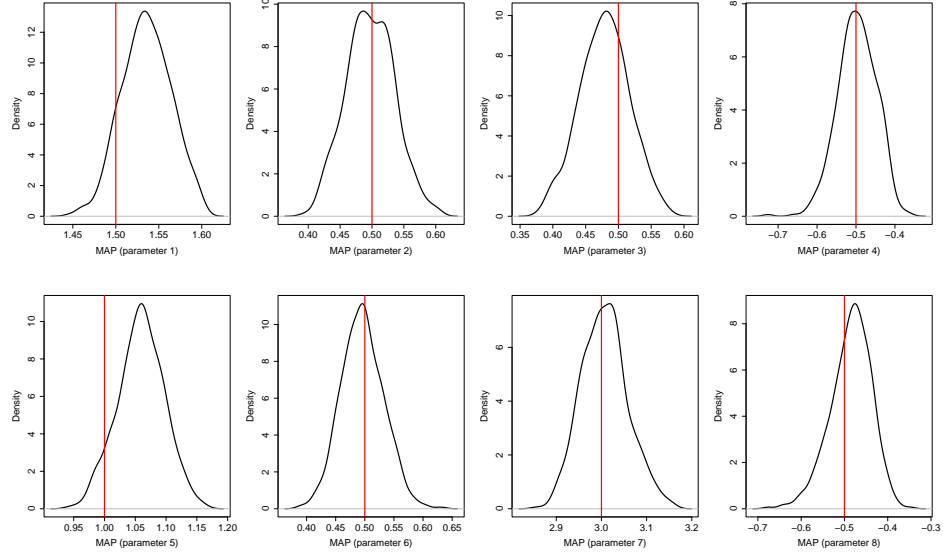 Density
0 2 4 6 8 10 12
1.45 1.50 1.55 1.60
MAP (parameter 1)
Density
0 2 4 6 8 10
0.40 0.45 0.50 0.55 0.60
MAP (parameter 2)
Density
0 2 4 6 8 10
0.35 0.40 0.45 0.50 0.55 0.60
MAP (parameter 3)
Density
0 2 4 6 8
−0.7 −0.6 −0.5 −0.4
MAP (parameter 4)
Density
0 2 4 6 8 10
0.95 1.00 1.05 1.10 1.15 1.20
MAP (parameter 5)
Density
0 2 4 6 8 10
0.40 0.45 0.50 0.55 0.60 0.65
MAP (parameter 6)
Density
0 2 4 6
2.9 3.0 3.1 3.2
MAP (parameter 7)
Density
0 2 4 6 8
−0.7 −0.6 −0.5 −0.4 −0.3
MAP (parameter 8)